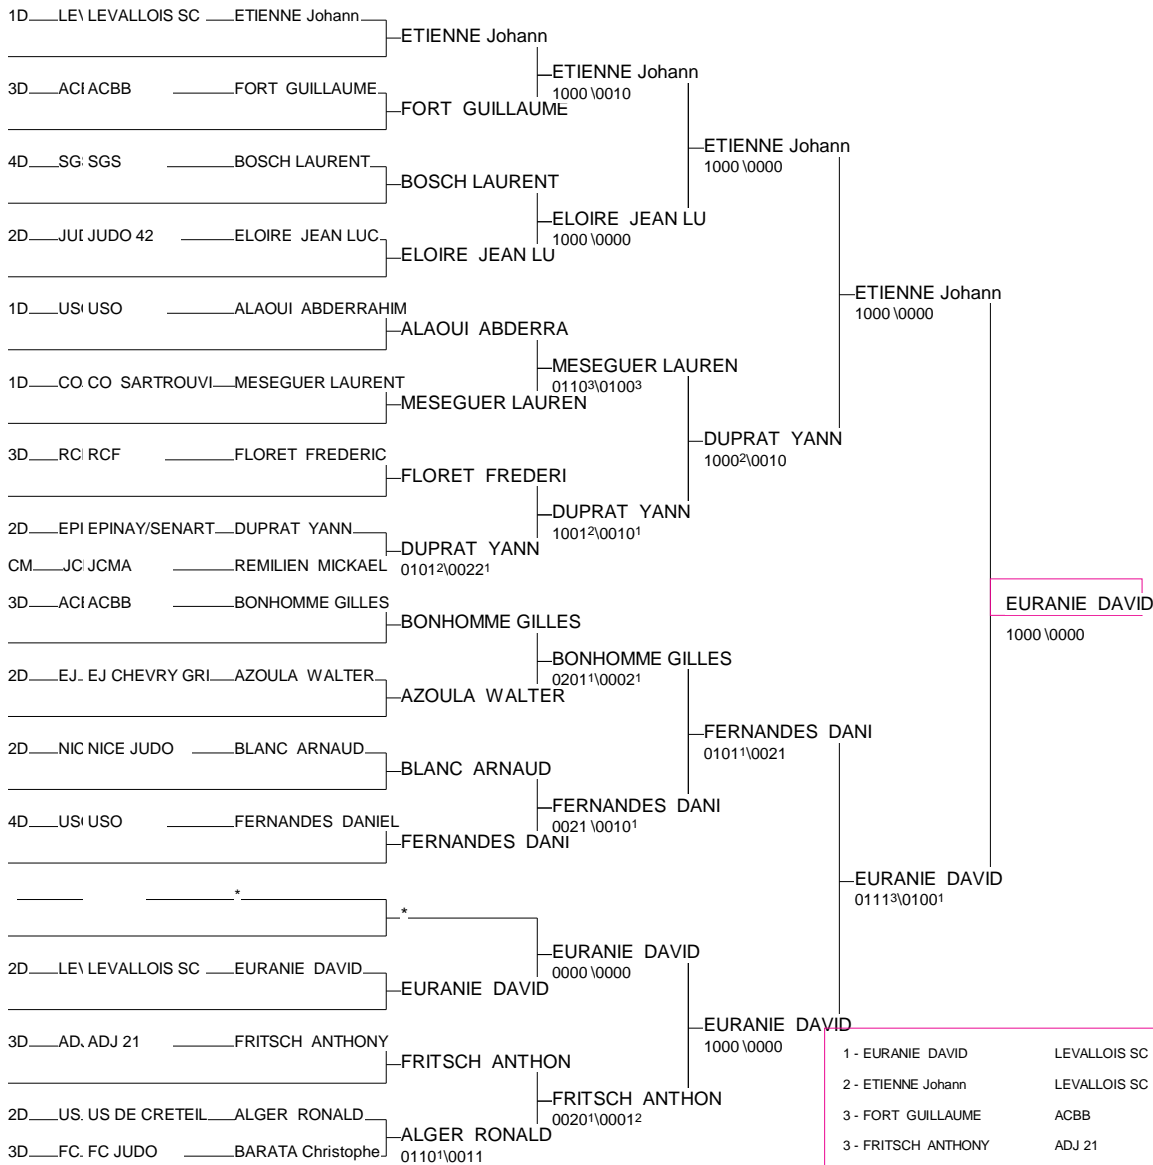 1D LEV LEVALLOIS SC ETIENNE Johann
ETIENNE Johann
ETIENNE Johann
1000 \0010
3D ACI ACBB FORT GUILLAUME
FORT GUILLAUME
ETIENNE Johann
1000 \0000
4D SG SGS BOSCH LAURENT
BOSCH LAURENT
ELOIRE JEAN LU
1000 \0000
2D JUI JUDO 42 ELOIRE JEAN LUC
ELOIRE JEAN LU
ETIENNE Johann
1000 \0000
1D US USO ALAOUI ABDERRAHIM
ALAOUI ABDERRA
MESEGUER LAUREN
0110³\0100³
1D CO CO SARTROUVI MESEGUER LAURENT
MESEGUER LAUREN
DUPRAT YANN
1000²\0010
3D RC RCF FLORET FREDERIC
FLORET FREDERI
DUPRAT YANN
1001²\0010¹
2D EPI EPINAY/SENART DUPRAT YANN
DUPRAT YANN
0101²\0022¹
CM JC JCMA REMILIEN MICKAEL
EURANIE DAVID
1000 \0000
3D ACI ACBB BONHOMME GILLES
BONHOMME GILLES
BONHOMME GILLES
0201¹\0002¹
2D EJ EJ CHEVRY GRI AZOULA WALTER
AZOULA WALTER
FERNANDES DANI
0101¹\0021
2D NIC NICE JUDO BLANC ARNAUD
BLANC ARNAUD
FERNANDES DANI
0021 \0010¹
4D US USO FERNANDES DANIEL
FERNANDES DANI
EURANIE DAVID
0111³\0100¹
*
*
EURANIE DAVID
0000 \0000
2D LEV LEVALLOIS SC EURANIE DAVID
EURANIE DAVID
EURANIE DAVID
1000 \0000
3D AD ADJ 21 FRITSCH ANTHONY
FRITSCH ANTHON
FRITSCH ANTHON
0020¹\0001²
2D US US DE CRETEIL ALGER RONALD
ALGER RONALD
0110¹\0011
3D FC FC JUDO BARATA Christophe
1 - EURANIE DAVID LEVALLOIS SC
2 - ETIENNE Johann LEVALLOIS SC
3 - FORT GUILLAUME ACBB
3 - FRITSCH ANTHONY ADJ 21